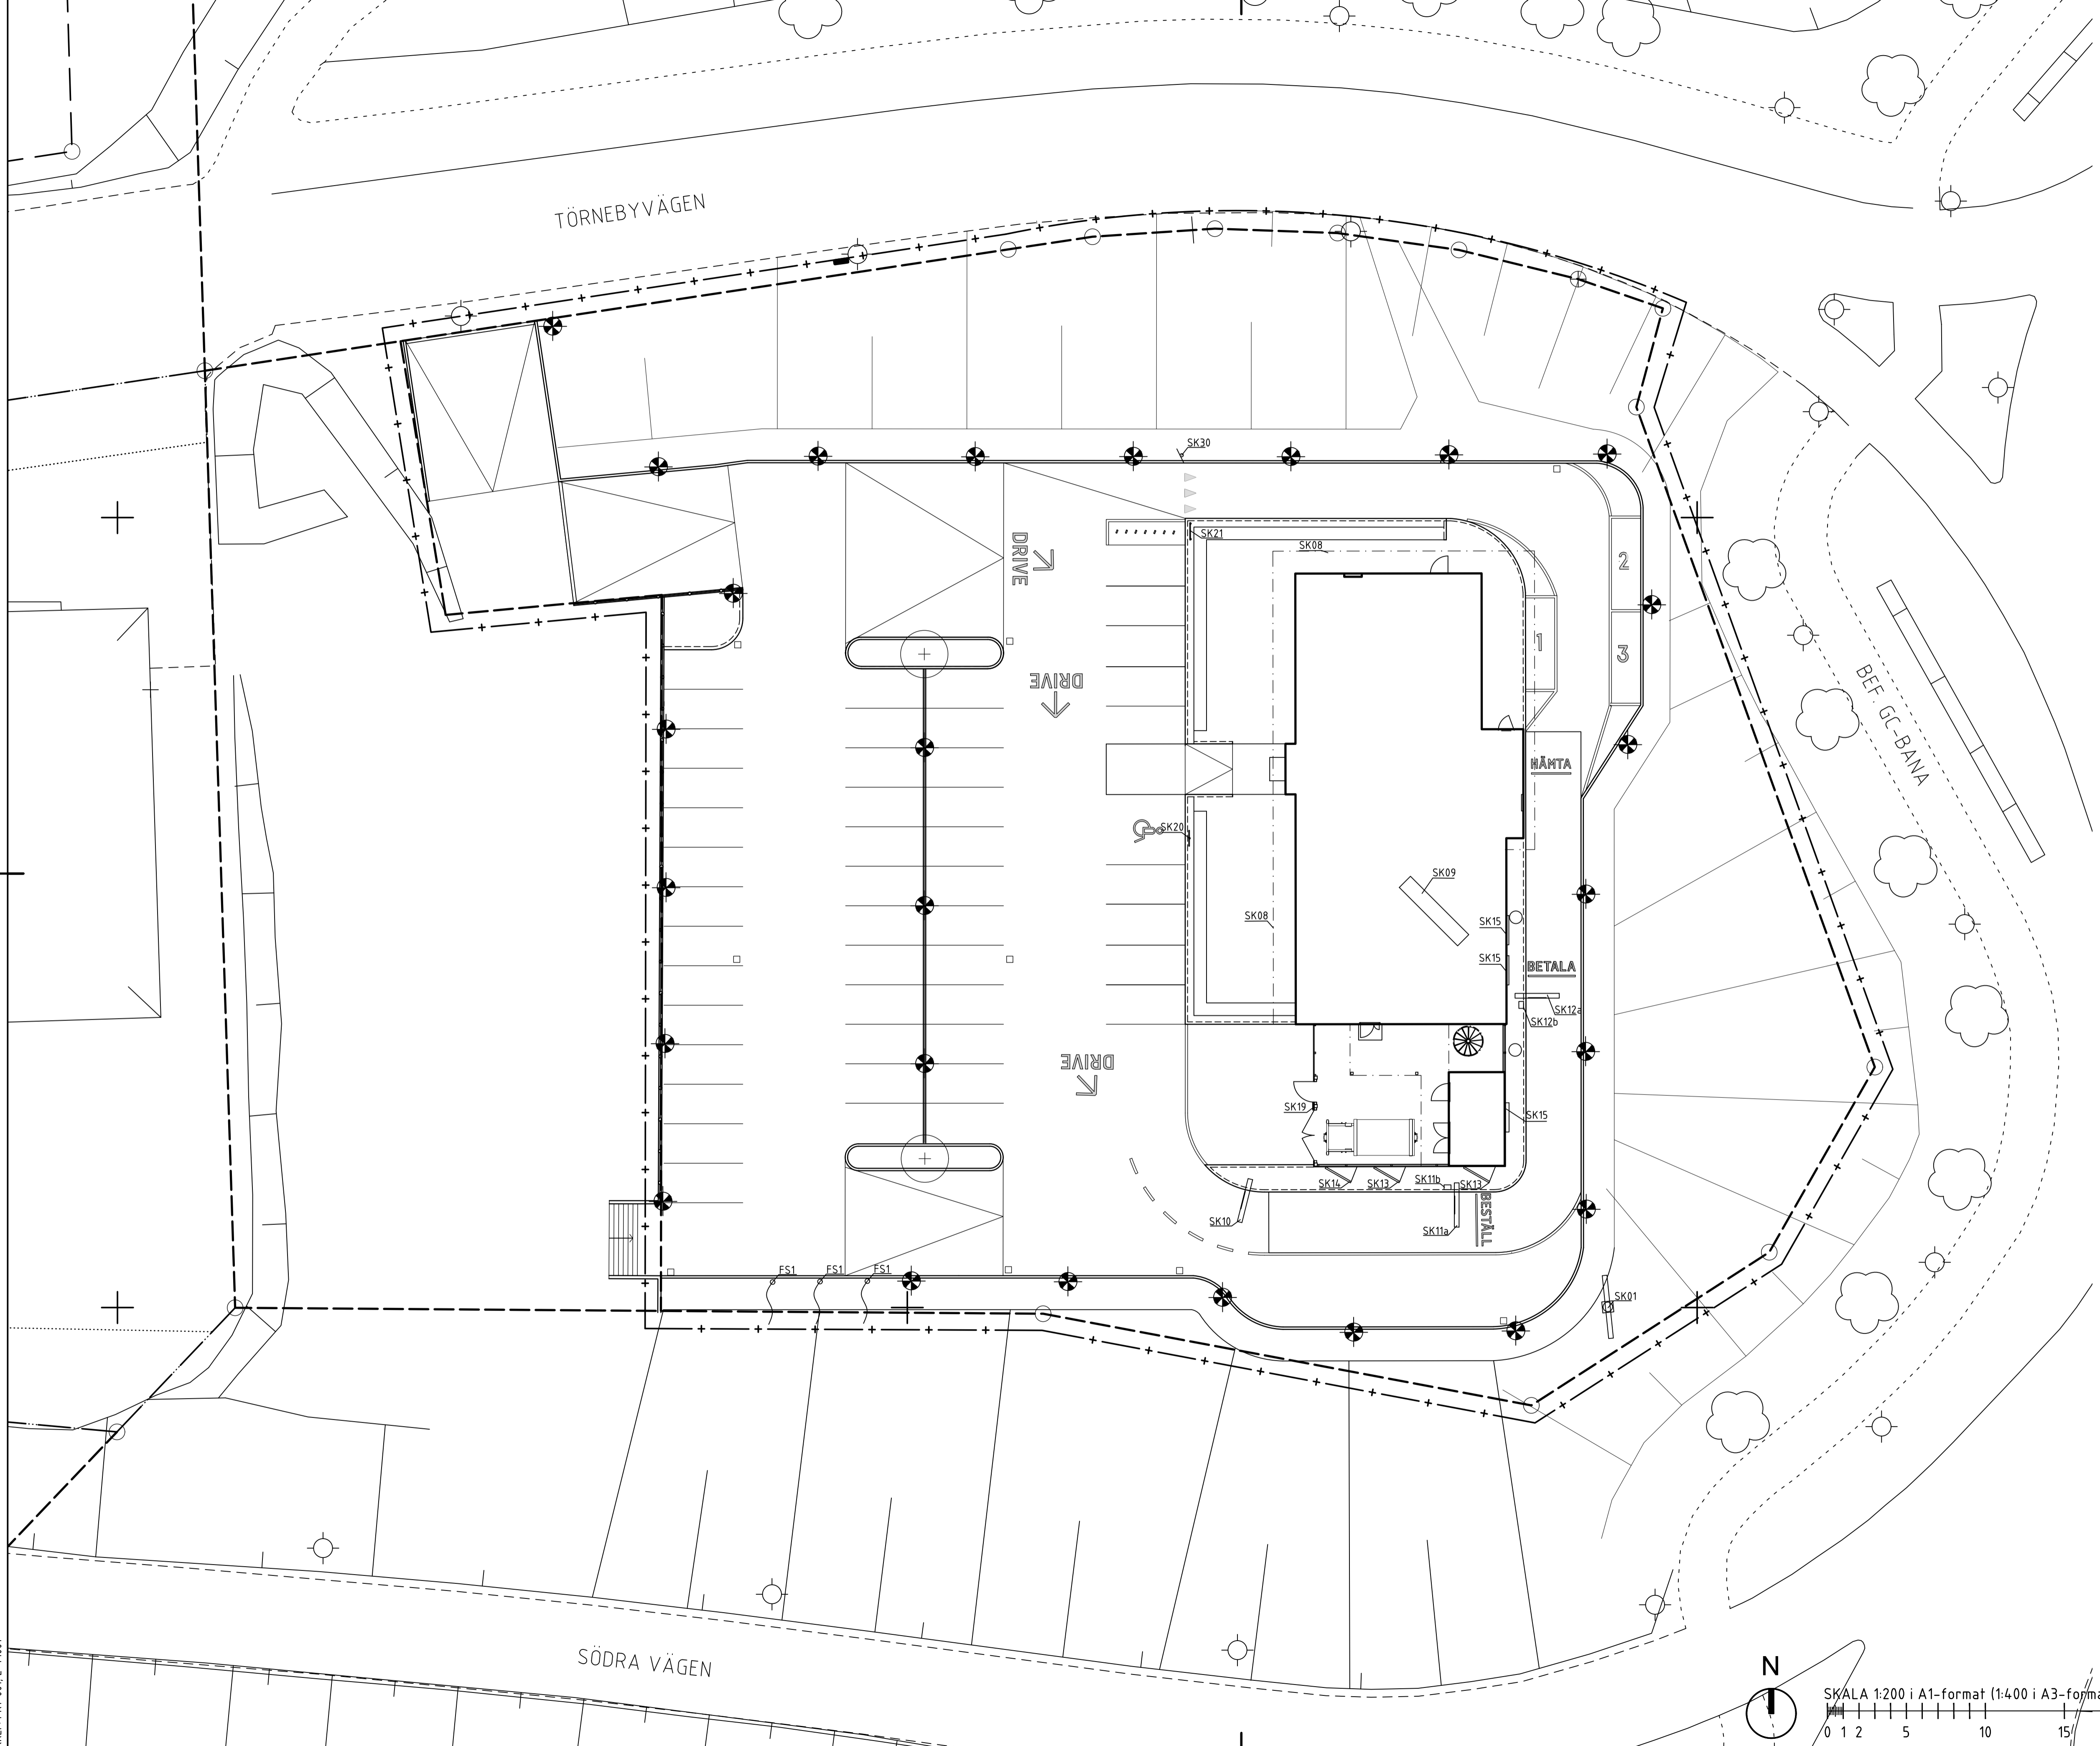 TÖRNEBYVÄGEN
SK30
SK21
SK08
DRIVE
2
1
3
DRIVE
BEF. GC-BANA
HÄMTA
SK20
SK09
SK08
SK15
SK15
BETALA
SK12a
SK12b
DRIVE
SK19
SK15
SK14
SK13
SK11b
SK13
SK10
SK11a
BESTÄLL
FS1
FS1
FS1
SK01
SÖDRA VÄGEN
N
SKALA 1:200 i A1-format (1:400 i A3-forma
0 1 2 5 10 15